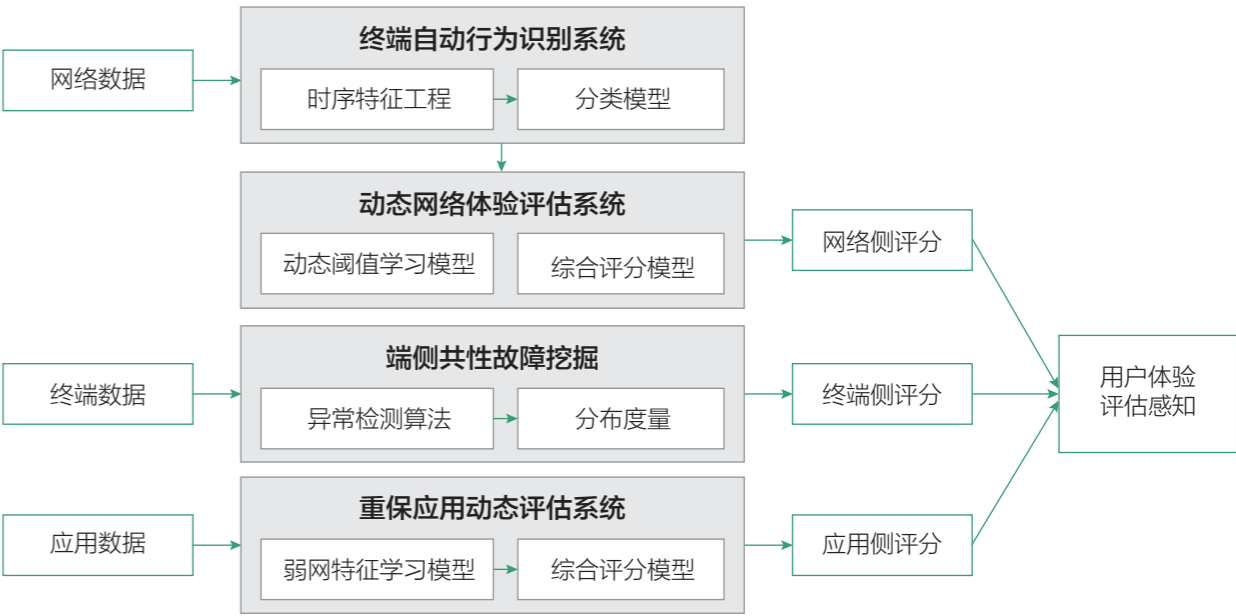 终端自动行为识别系统
网络数据
时序特征工程
分类模型
动态网络体验评估系统
动态阈值学习模型
综合评分模型
网络侧评分
端侧共性故障挖掘
终端数据
异常检测算法
分布度量
终端侧评分
用户体验
评估感知
重保应用动态评估系统
应用数据
弱网特征学习模型
综合评分模型
应用侧评分